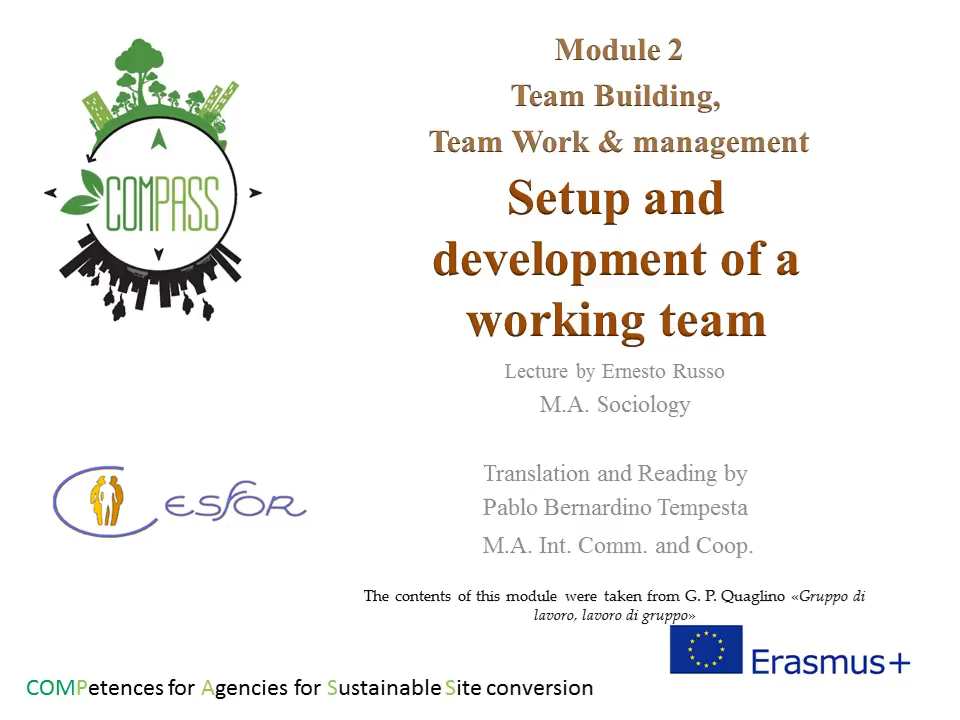 Module 2
Team Building,
Team Work & management
Setup and
development of a
working team
COMPASS
Lecture by Ernesto Russo
M.A. Sociology
Translation and Reading by
Pablo Bernardino Tempesta
M.A. Int. Comm. and Coop.
CESFOR
The contents of this module were taken from G. P. Quaglino «Gruppo di
lavoro, lavoro di gruppo»
Erasmus+
COMPetences for Agencies for Sustainable Site conversion